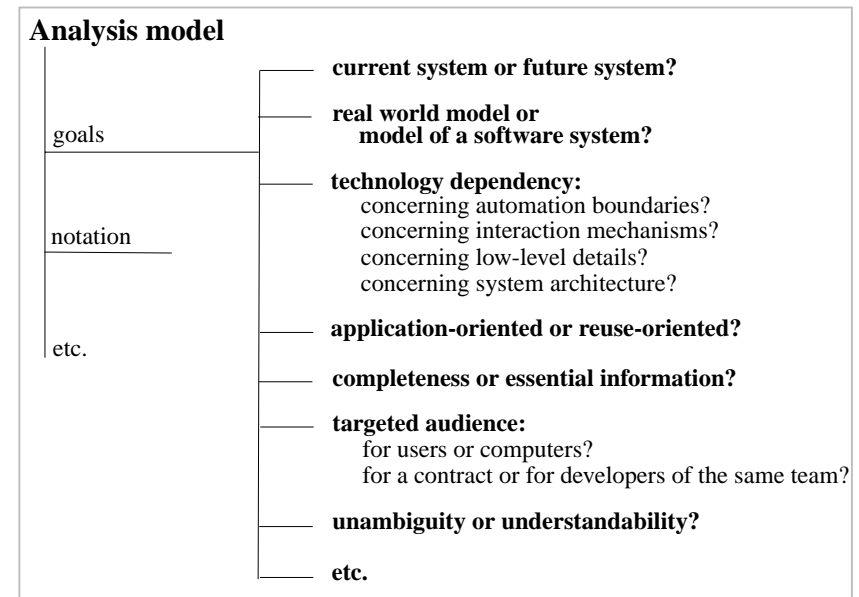 Analysis model
goals
notation
etc.
current system or future system?
real world model or
model of a software system?
technology dependency:
concerning automation boundaries?
concerning interaction mechanisms?
concerning low-level details?
concerning system architecture?
application-oriented or reuse-oriented?
completeness or essential information?
targeted audience:
for users or computers?
for a contract or for developers of the same team?
unambiguity or understandability?
etc.